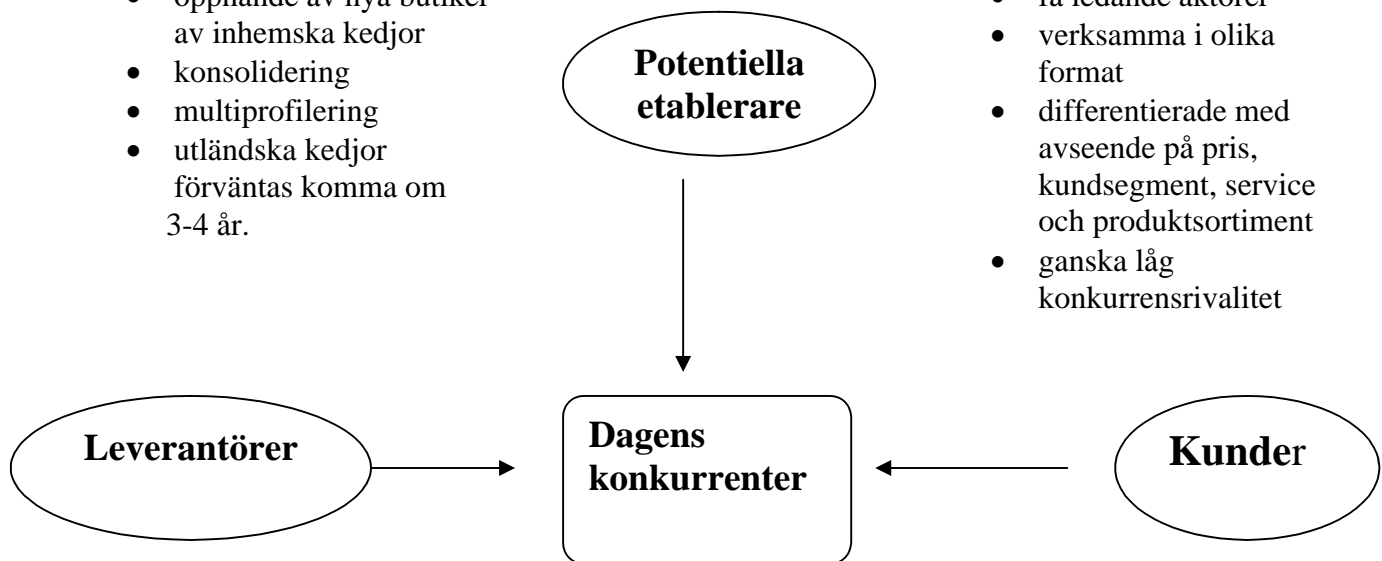 av inhemska kedjor
• konsolidering
• multiprofilering
• utländska kedjor
förväntas komma om
3-4 år.
Potentiella
etablerare
• verksamma i olika
format
• differentierade med
avseende på pris,
kundsegment, service
och produktsortiment
• ganska låg
konkurrensrivalitet
Leverantörer
Dagens
konkurrenter
Kunder